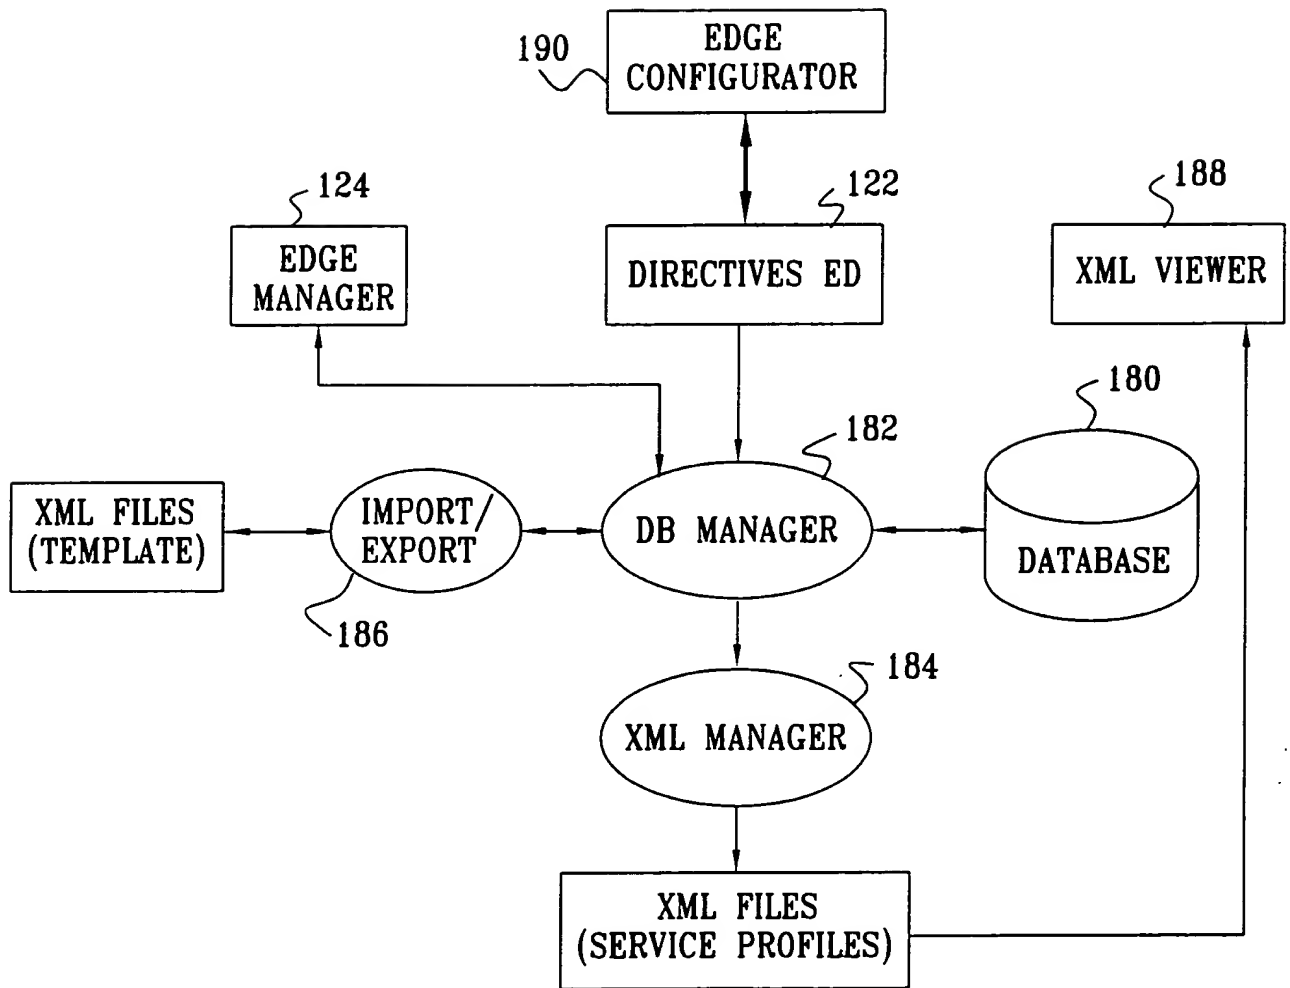 190
EDGE
CONFIGURATOR
124
122
188
EDGE
MANAGER
DIRECTIVES ED
XML VIEWER
180
182
XML FILES
(TEMPLATE)
IMPORT/
EXPORT
DB MANAGER
DATABASE
186
184
XML MANAGER
XML FILES
(SERVICE PROFILES)